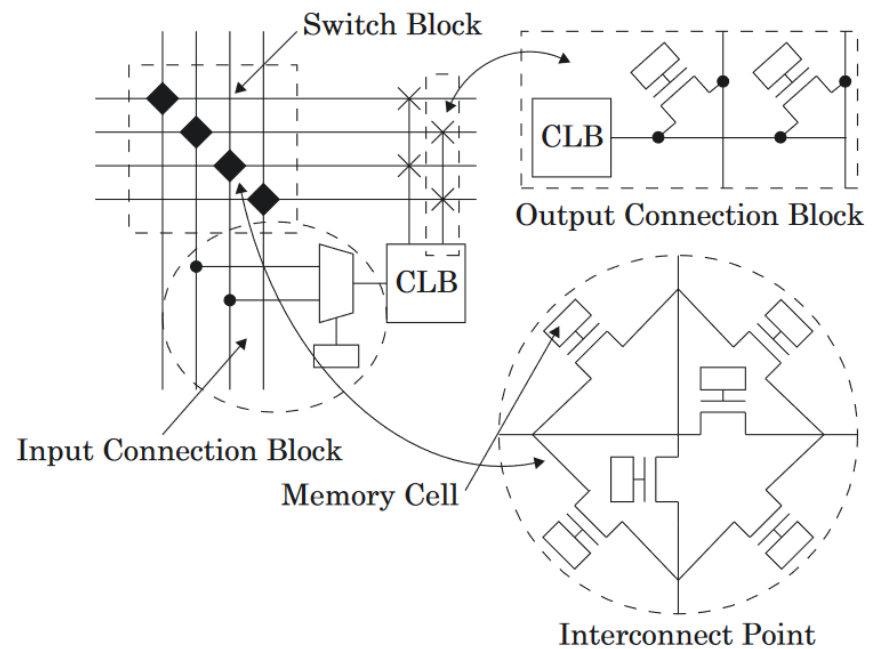 Switch Block
CLB
Output Connection Block
CLB
Input Connection Block
Memory Cell
Interconnect Point